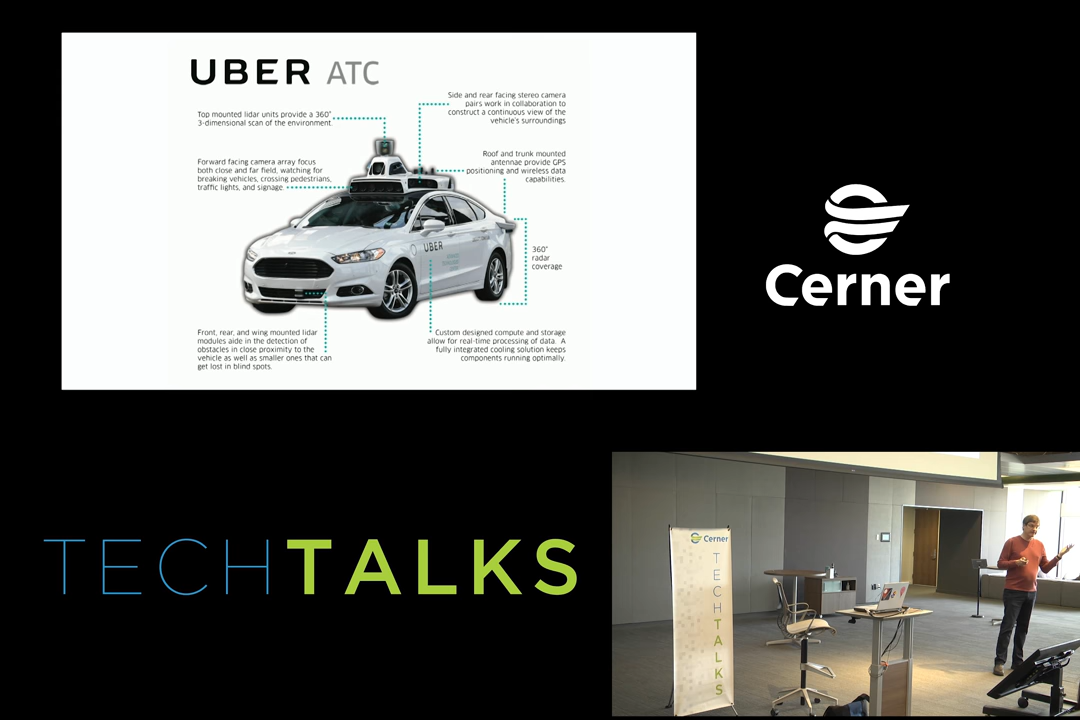 UBER ATC
Side and rear facing stereo camera
pairs work in collaboration to
construct a continuous view of the
vehicle's surroundings
Top mounted lidar units provide a 360°
3-dimensional scan of the environment.
Roof and trunk mounted
antennae provide GPS
positioning and wireless data
capabilities.
Forward facing camera array focus
both close and far field, watching for
breaking vehicles, crossing pedestrians,
traffic lights, and signage.
UBER
360°
radar
coverage
Front, rear, and wing mounted lidar
modules aide in the detection of
obstacles in close proximity to the
vehicle as well as smaller ones that can
get lost in blind spots.
Custom designed compute and storage
allow for real-time processing of data. A
fully integrated cooling solution keeps
components running optimally.
Cerner
TECHTALKS
Cerner
TECHTALKS